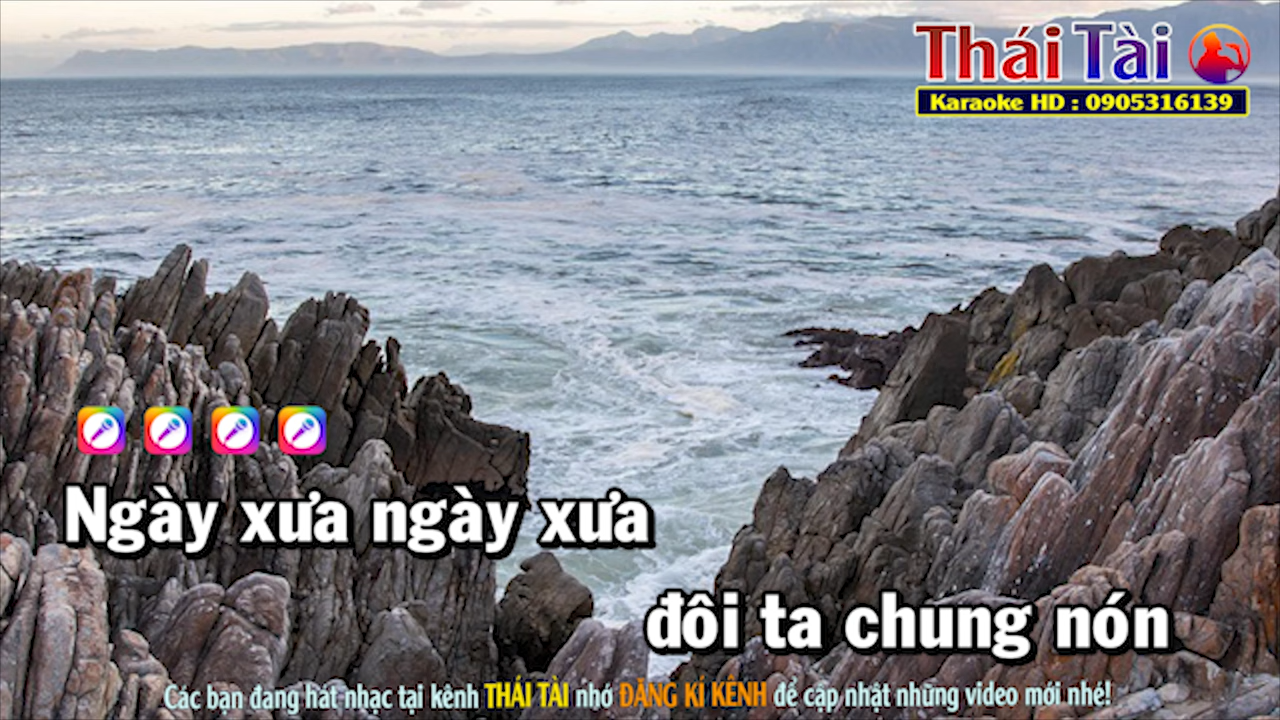 Thái Tài
Karaoke HD : 0905316139
Ngày xưa ngày xưa
đôi ta chung nón
Các bạn đang hát nhạc tại kênh THÁI TÀI nhớ ĐĂNG KÍ KÊNH để cập nhật những video mới nhé!